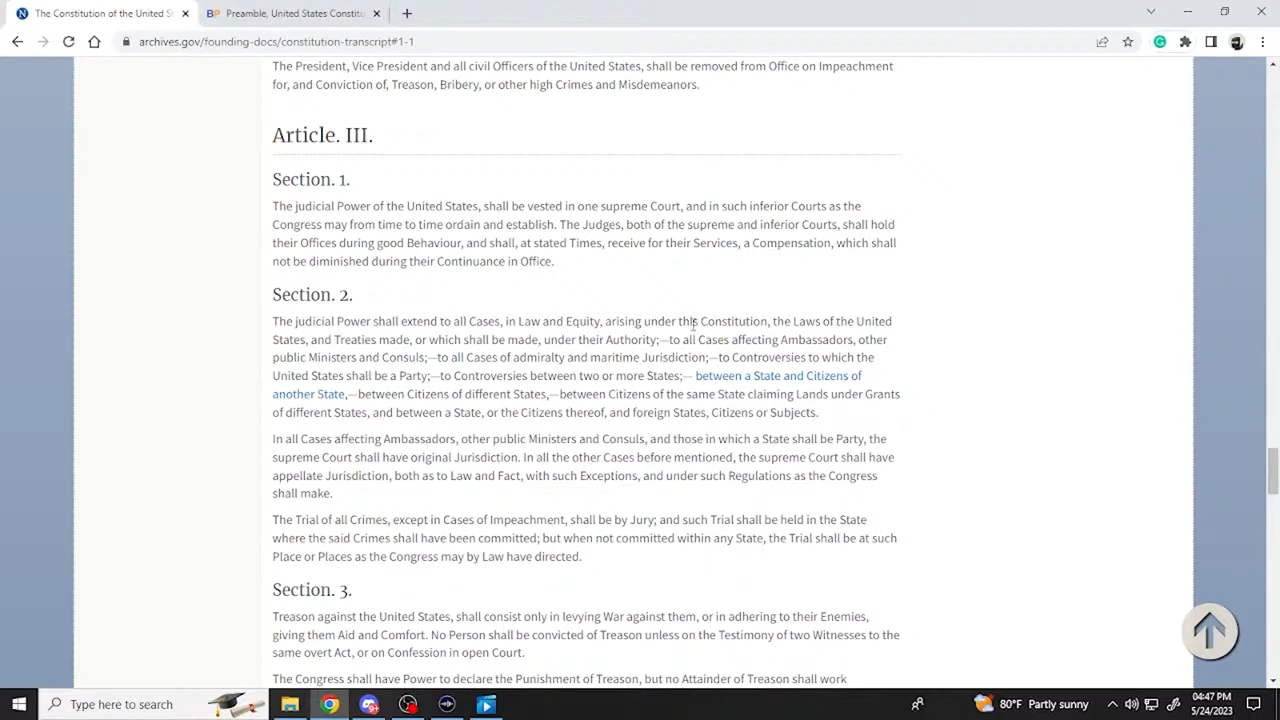 The Constitution of the United St
Preamble, United States Constitu
archives.gov/founding-docs/constitution-transcript#1-1
The President, Vice President and all civil Officers of the United States, shall be removed from Office on Impeachment
for, and Conviction of, Treason, Bribery, or other high Crimes and Misdemeanors.
Article. III.
Section. 1.
The judicial Power of the United States, shall be vested in one supreme Court, and in such inferior Courts as the
Congress may from time to time ordain and establish. The Judges, both of the supreme and inferior Courts, shall hold
their Offices during good Behaviour, and shall, at stated Times, receive for their Services, a Compensation, which shall
not be diminished during their Continuance in Office.
Section. 2.
The judicial Power shall extend to all Cases, in Law and Equity, arising under this Constitution, the Laws of the United
States, and Treaties made, or which shall be made, under their Authority;—to all Cases affecting Ambassadors, other
public Ministers and Consuls;—to all Cases of admiralty and maritime Jurisdiction;—to Controversies to which the
United States shall be a Party;—to Controversies between two or more States;— between a State and Citizens of
another State,—between Citizens of different States,—between Citizens of the same State claiming Lands under Grants
of different States, and between a State, or the Citizens thereof, and foreign States, Citizens or Subjects.
In all Cases affecting Ambassadors, other public Ministers and Consuls, and those in which a State shall be Party, the
supreme Court shall have original Jurisdiction. In all the other Cases before mentioned, the supreme Court shall have
appellate Jurisdiction, both as to Law and Fact, with such Exceptions, and under such Regulations as the Congress
shall make.
The Trial of all Crimes, except in Cases of Impeachment, shall be by Jury; and such Trial shall be held in the State
where the said Crimes shall have been committed; but when not committed within any State, the Trial shall be at such
Place or Places as the Congress may by Law have directed.
Section. 3.
Treason against the United States, shall consist only in levying War against them, or in adhering to their Enemies,
giving them Aid and Comfort. No Person shall be convicted of Treason unless on the Testimony of two Witnesses to the
same overt Act, or on Confession in open Court.
The Congress shall have Power to declare the Punishment of Treason, but no Attainder of Treason shall work
Type here to search
80°F Partly sunny
04:47 PM
5/24/2023